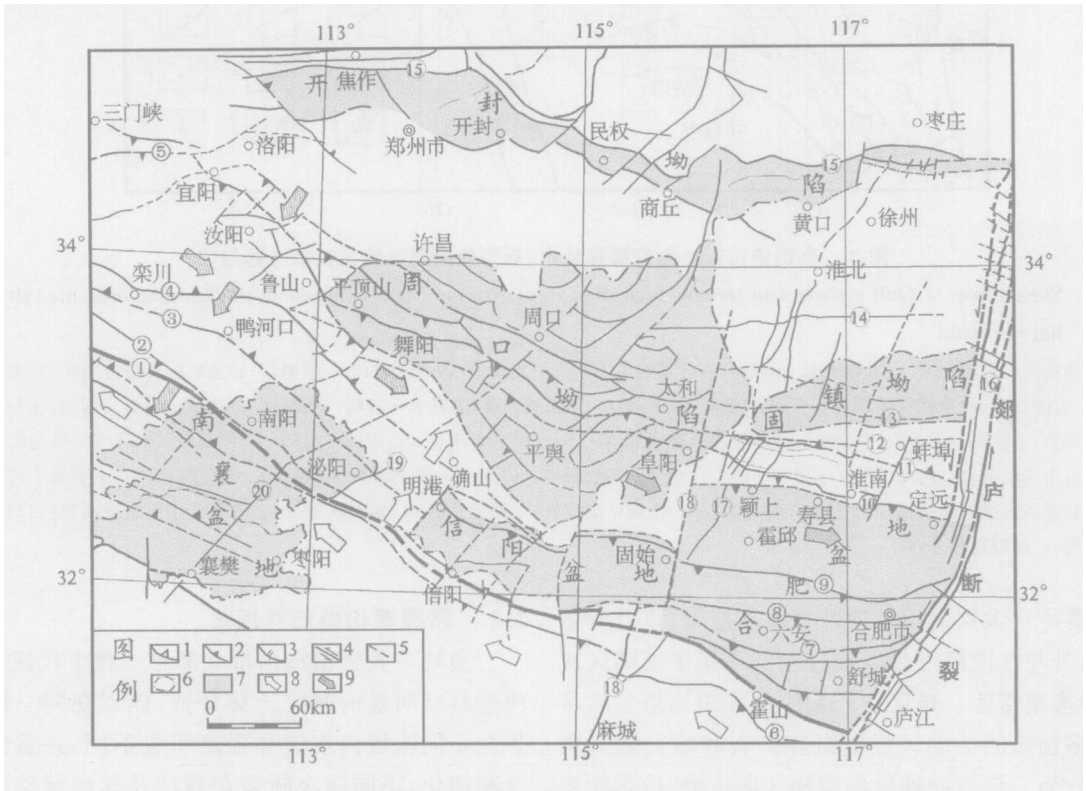 113°
115°
117°
三门峡
焦作
⑮
开
封
开封
民权
枣庄
⑤
洛阳
郑州市
坳
⑮
陷
宜阳
商丘
黄口
徐州
汝阳
许昌
34°
34°
栾川
鲁山
平顶山
周
淮北
④
③
鸭河口
周口
⑭
②
①
舞阳
口
太和
坳
陷
⑯
南
南阳
坳
陷
固
镇
⑬
郯
襄
泌阳
⑲
平舆
阜阳
⑫
蚌埠
⑪
⑳
明港
确山
⑱
⑰
颍上
淮南
⑩
定远
庐
盆
信
寿县
地
襄樊
地
枣阳
阳
固始
霍邱
盆
32°
信阳
盆
地
肥
⑨
32°
断
图
例
1
2
3
4
5
6
7
8
9
合
⑧
六安
⑦
合肥市
舒城
裂
60km
⑱
麻城
霍山
⑥
庐江
113°
115°
117°